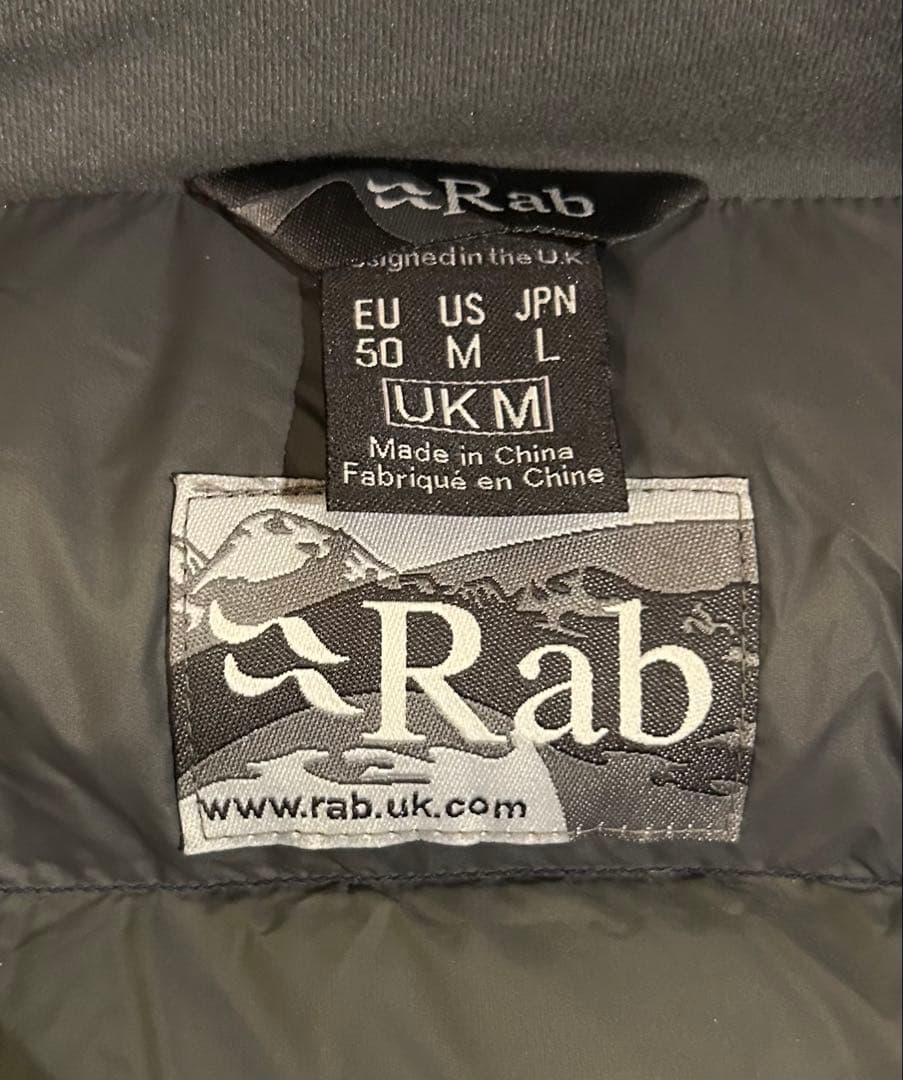 Rab
Designed in the U.K
EU US JPN
50 M L
UK M
Made in China
Fabriqué en Chine
Rab
www.rab.uk.com